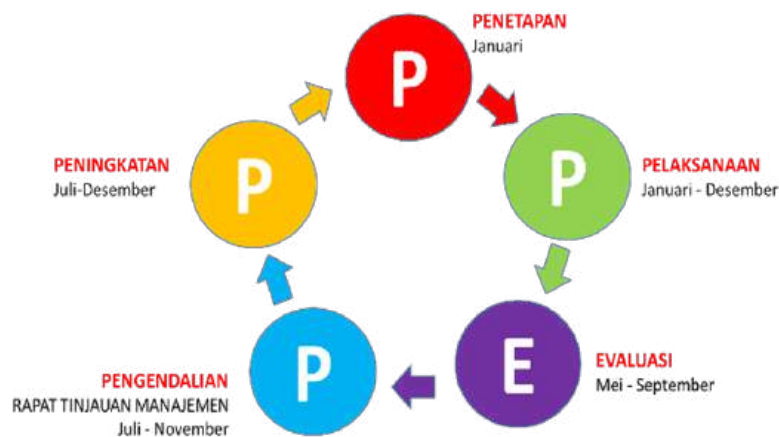 P
PENETAPAN
Januari
P
PELAKSANAAN
Januari - Desember
E
EVALUASI
Mei - September
P
PENGENDALIAN
RAPAT TINJAUAN MANAJEMEN
Juli - November
P
PENINGKATAN
Juli-Desember